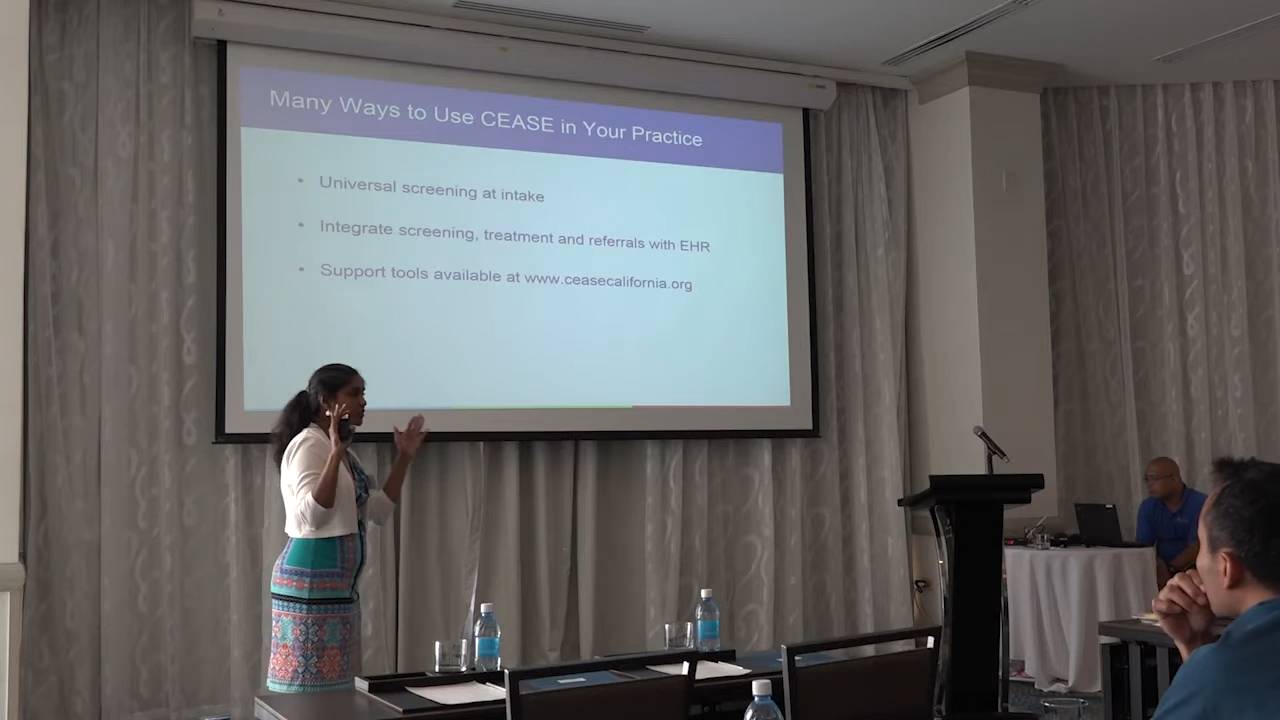 Many Ways to Use CEASE in Your Practice
• Universal screening at intake
• Integrate screening, treatment and referrals with EHR
• Support tools available at www.ceasecalifornia.org